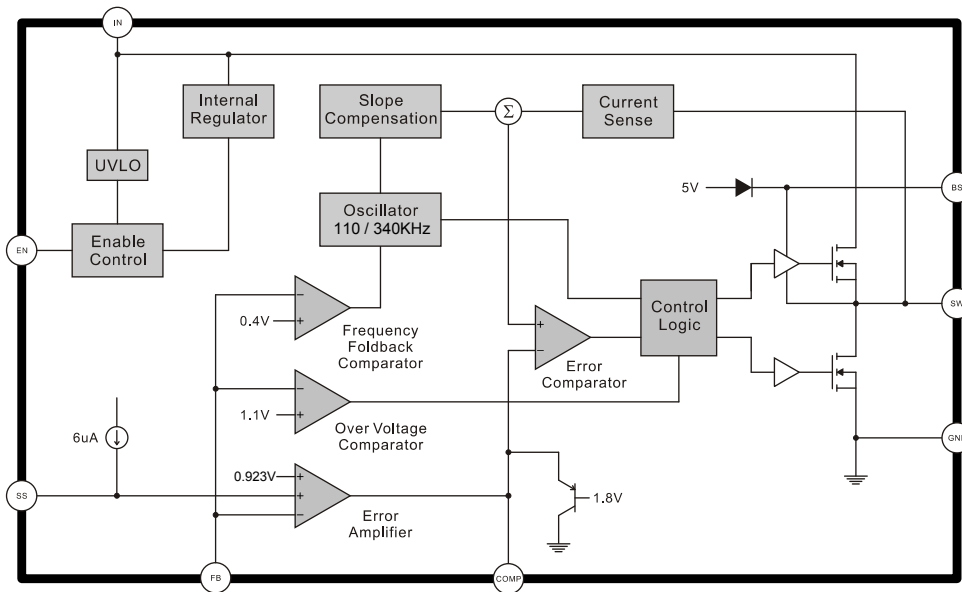 IN
Internal
Regulator
Slope
Compensation
Σ
Current
Sense
UVLO
5V
BS
Oscillator
110 / 340KHz
EN
Enable
Control
−
+
0.4V
Frequency
Foldback
Comparator
+
−
Error
Comparator
Control
Logic
SW
−
+
1.1V
Over Voltage
Comparator
6uA
GND
0.923V
+
+
−
Error
Amplifier
1.8V
SS
FB
COMP